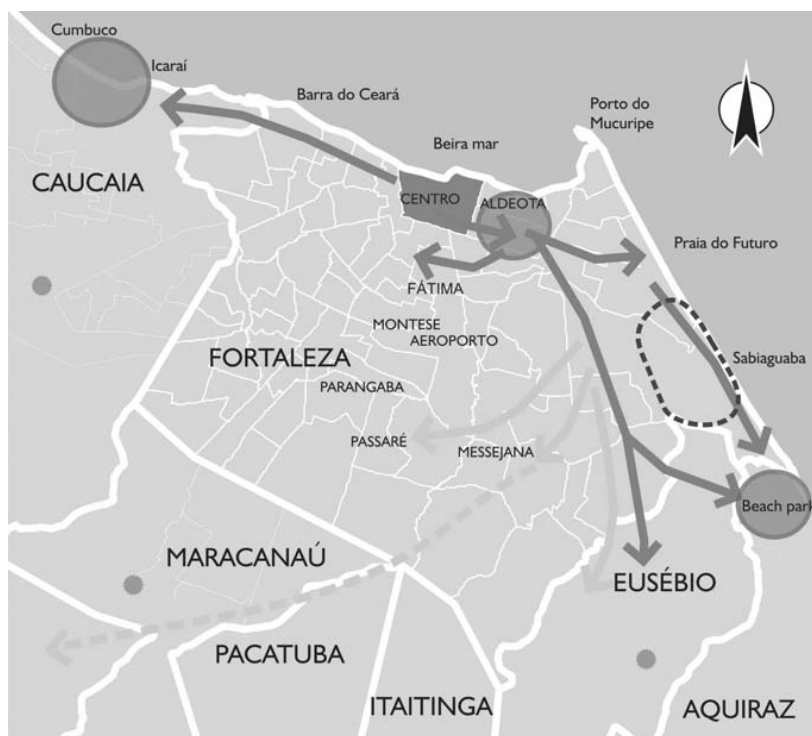 Cumbuco
Icaraí
Barra do Ceará
Porto do
Mucuripe
Beira mar
CAUCAIA
CENTRO
ALDEOTA
Praia do Futuro
FÁTIMA
MONTESE
AEROPORTO
FORTALEZA
Sabiaguaba
PARANGABA
PASSARÉ
MESSEJANA
Beach park
MARACANAÚ
EUSÉBIO
PACATUBA
ITAITINGA
AQUIRAZ